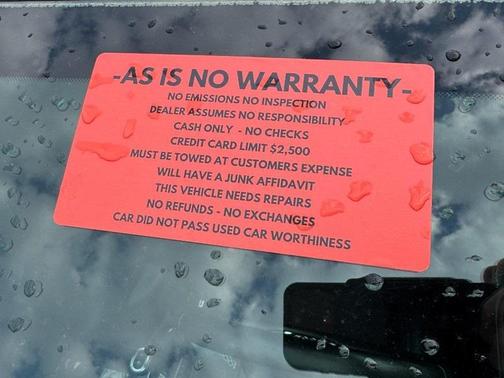 -AS IS NO WARRANTY-
NO EMISSIONS NO INSPECTION
DEALER ASSUMES NO RESPONSIBILITY
CASH ONLY - NO CHECKS
CREDIT CARD LIMIT $2,500
MUST BE TOWED AT CUSTOMERS EXPENSE
WILL HAVE A JUNK AFFIDAVIT
THIS VEHICLE NEEDS REPAIRS
NO REFUNDS - NO EXCHANGES
CAR DID NOT PASS USED CAR WORTHINESS